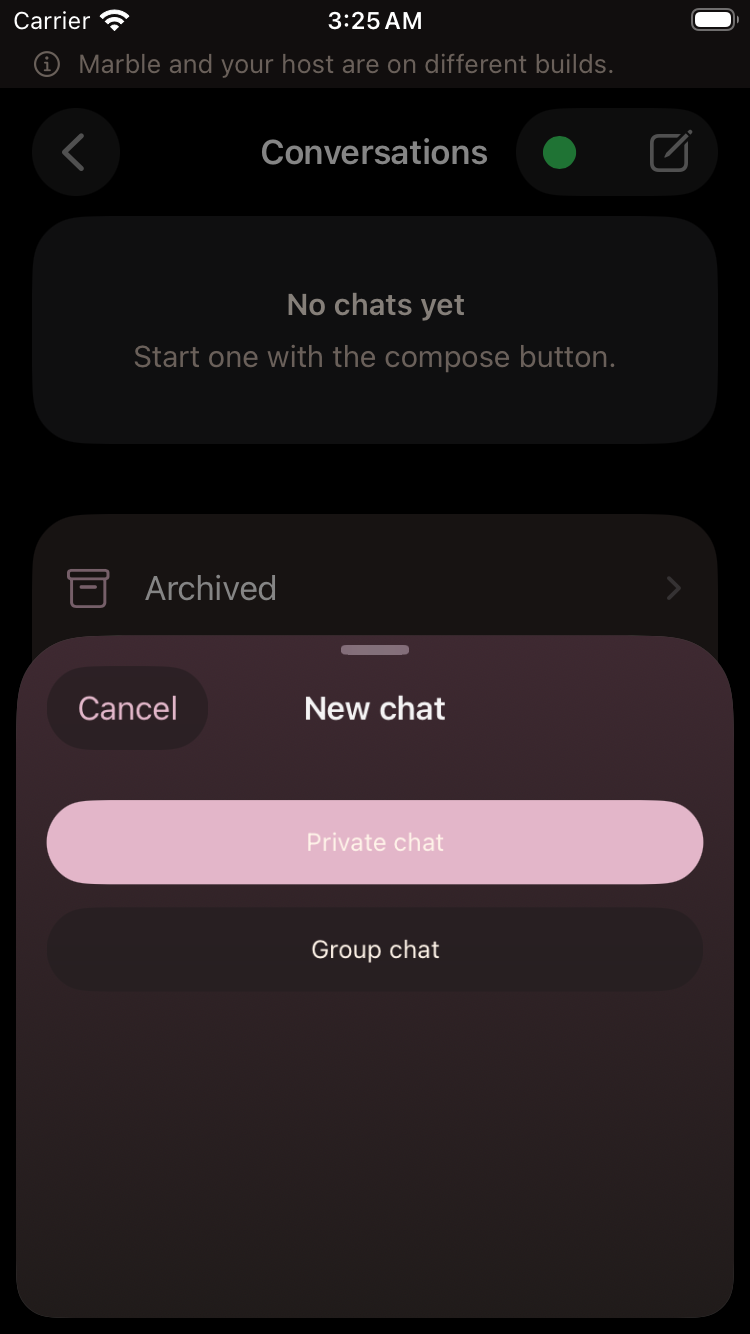 Carrier 3:25 AM
Marble and your host are on different builds.
Conversations
No chats yet
Start one with the compose button.
Archived
Cancel New chat
Private chat
Group chat